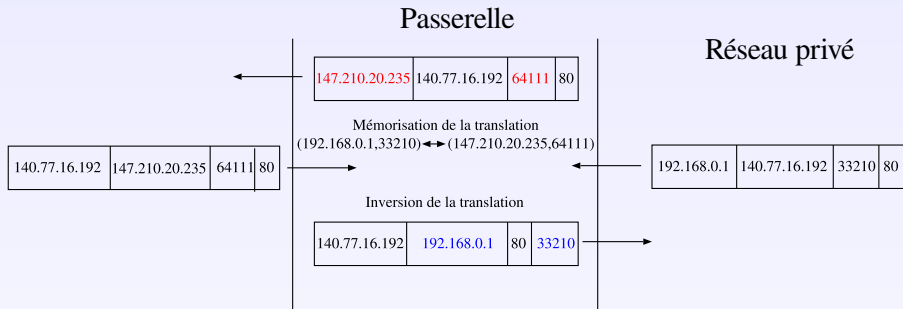 Passerelle
Réseau privé
147.210.20.235 140.77.16.192 64111 80
Mémorisation de la translation
(192.168.0.1,33210) (147.210.20.235,64111)
140.77.16.192 147.210.20.235 64111 80
192.168.0.1 140.77.16.192 33210 80
Inversion de la translation
140.77.16.192 192.168.0.1 80 33210